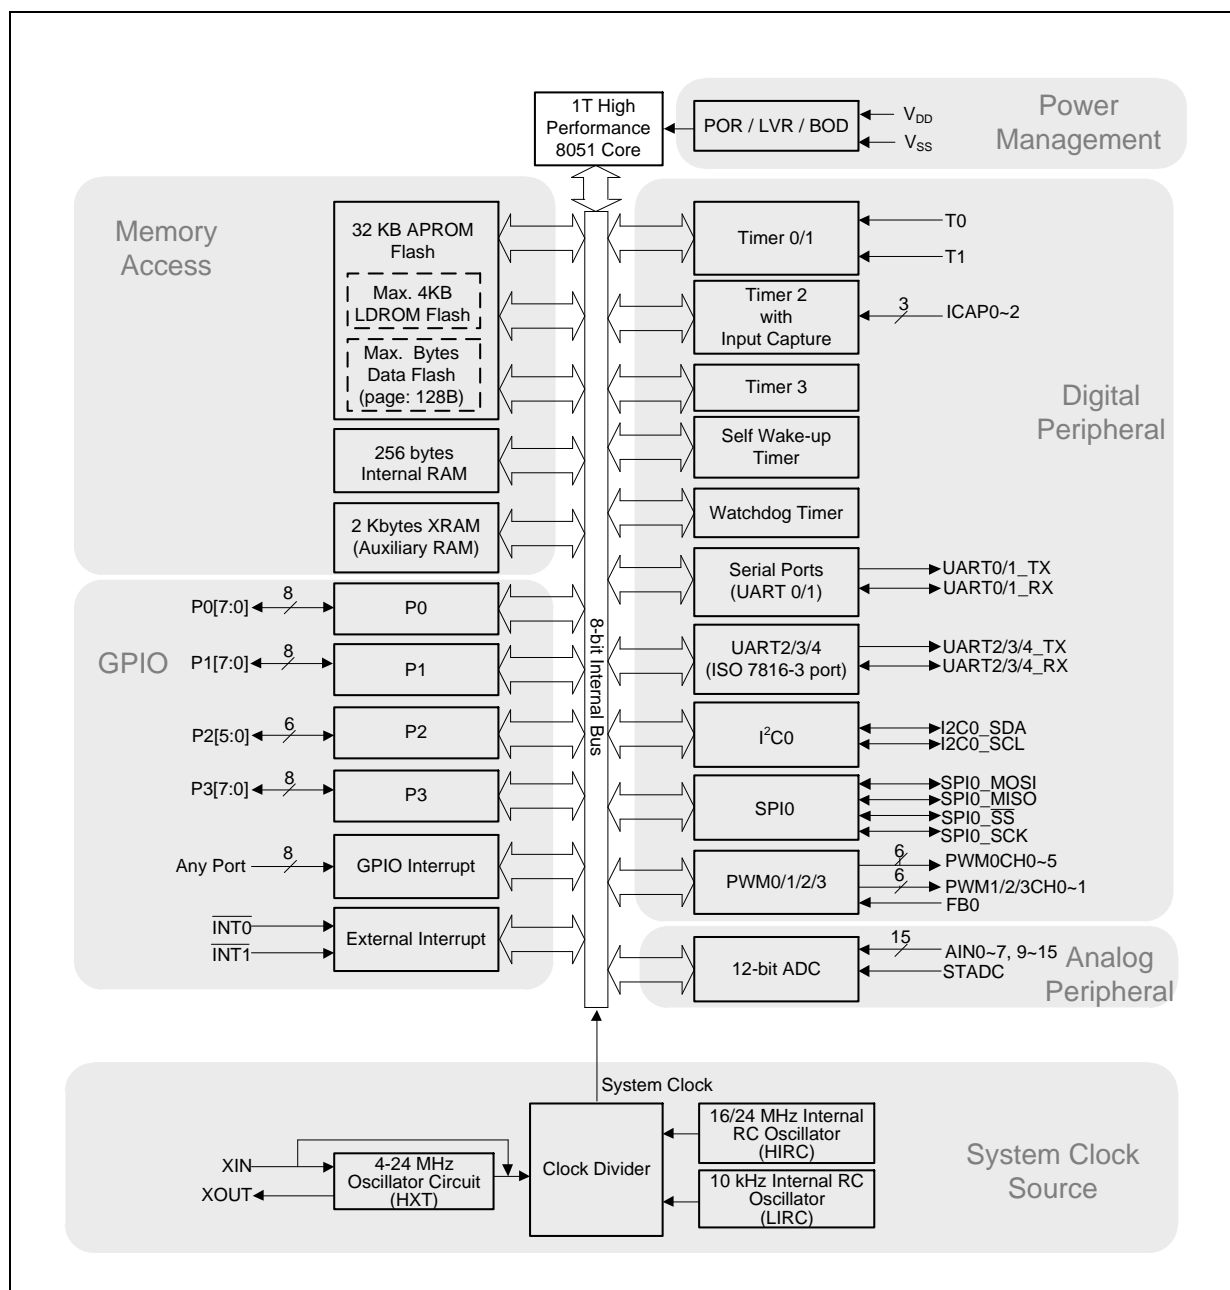 1T High
Performance
8051 Core
POR / LVR / BOD
VDD
VSS
Power
Management
Memory
Access
32 KB APROM
Flash
Max. 4KB
LDROM Flash
Max. Bytes
Data Flash
(page: 128B)
256 bytes
Internal RAM
2 Kbytes XRAM
(Auxiliary RAM)
GPIO
P0[7:0]
8
P0
P1[7:0]
8
P1
P2[5:0]
6
P2
P3[7:0]
8
P3
Any Port
8
GPIO Interrupt
INT0
INT1
External Interrupt
8-bit Internal Bus
Timer 0/1
T0
T1
Timer 2
with
Input Capture
3
ICAP0~2
Timer 3
Digital
Peripheral
Self Wake-up
Timer
Watchdog Timer
Serial Ports
(UART 0/1)
UART0/1_TX
UART0/1_RX
UART2/3/4
(ISO 7816-3 port)
UART2/3/4_TX
UART2/3/4_RX
I2C0
I2C0_SDA
I2C0_SCL
SPI0
SPI0_MOSI
SPI0_MISO
SPI0_SS
SPI0_SCK
PWM0/1/2/3
6
PWM0CH0~5
6
PWM1/2/3CH0~1
FB0
12-bit ADC
15
AIN0~7, 9~15
STADC
Analog
Peripheral
System Clock
XIN
XOUT
4-24 MHz
Oscillator Circuit
(HXT)
Clock Divider
16/24 MHz Internal
RC Oscillator
(HIRC)
10 kHz Internal RC
Oscillator
(LIRC)
System Clock
Source